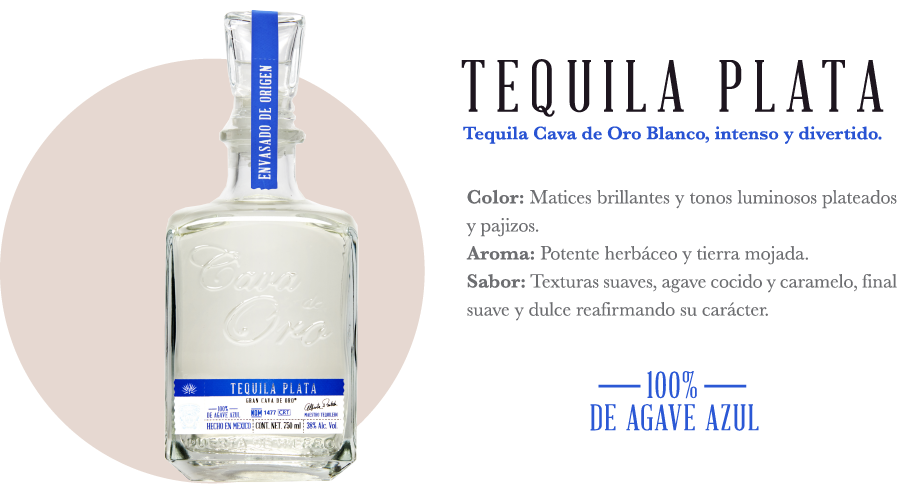 ENVASADO DE ORIGEN
Cava
de
Oro
TEQUILA PLATA
GRAN CAVA DE ORO®
100%
DE AGAVE AZUL
NOM 1477 CRT
MAESTRO TEQUILERO
HECHO EN MÉXICO
CONT. NET. 750 ml
38% Alc. Vol.
TEQUILA PLATA
Tequila Cava de Oro Blanco, intenso y divertido.
Color: Matices brillantes y tonos luminosos plateados
y pajizos.
Aroma: Potente herbáceo y tierra mojada.
Sabor: Texturas suaves, agave cocido y caramelo, final
suave y dulce reafirmando su carácter.
100%
DE AGAVE AZUL